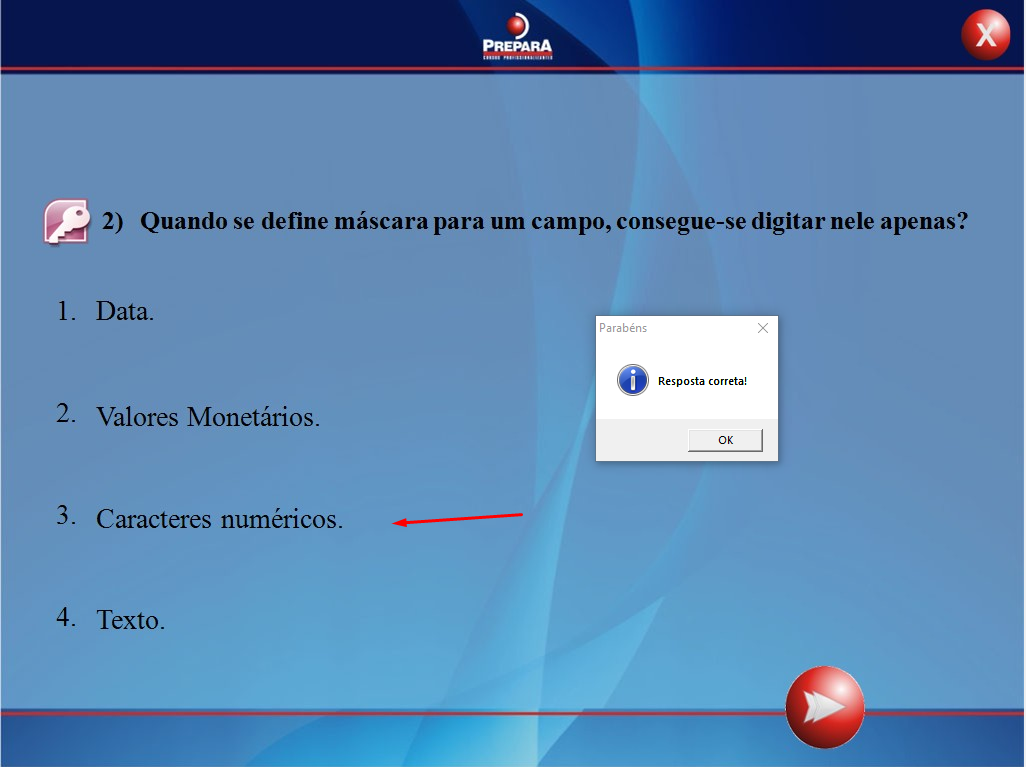 PREPARA
CURSOS PROFISSIONALIZANTES
X
2) Quando se define máscara para um campo, consegue-se digitar nele apenas?
1. Data.
Parabéns
Resposta correta!
OK
2. Valores Monetários.
3. Caracteres numéricos.
4. Texto.